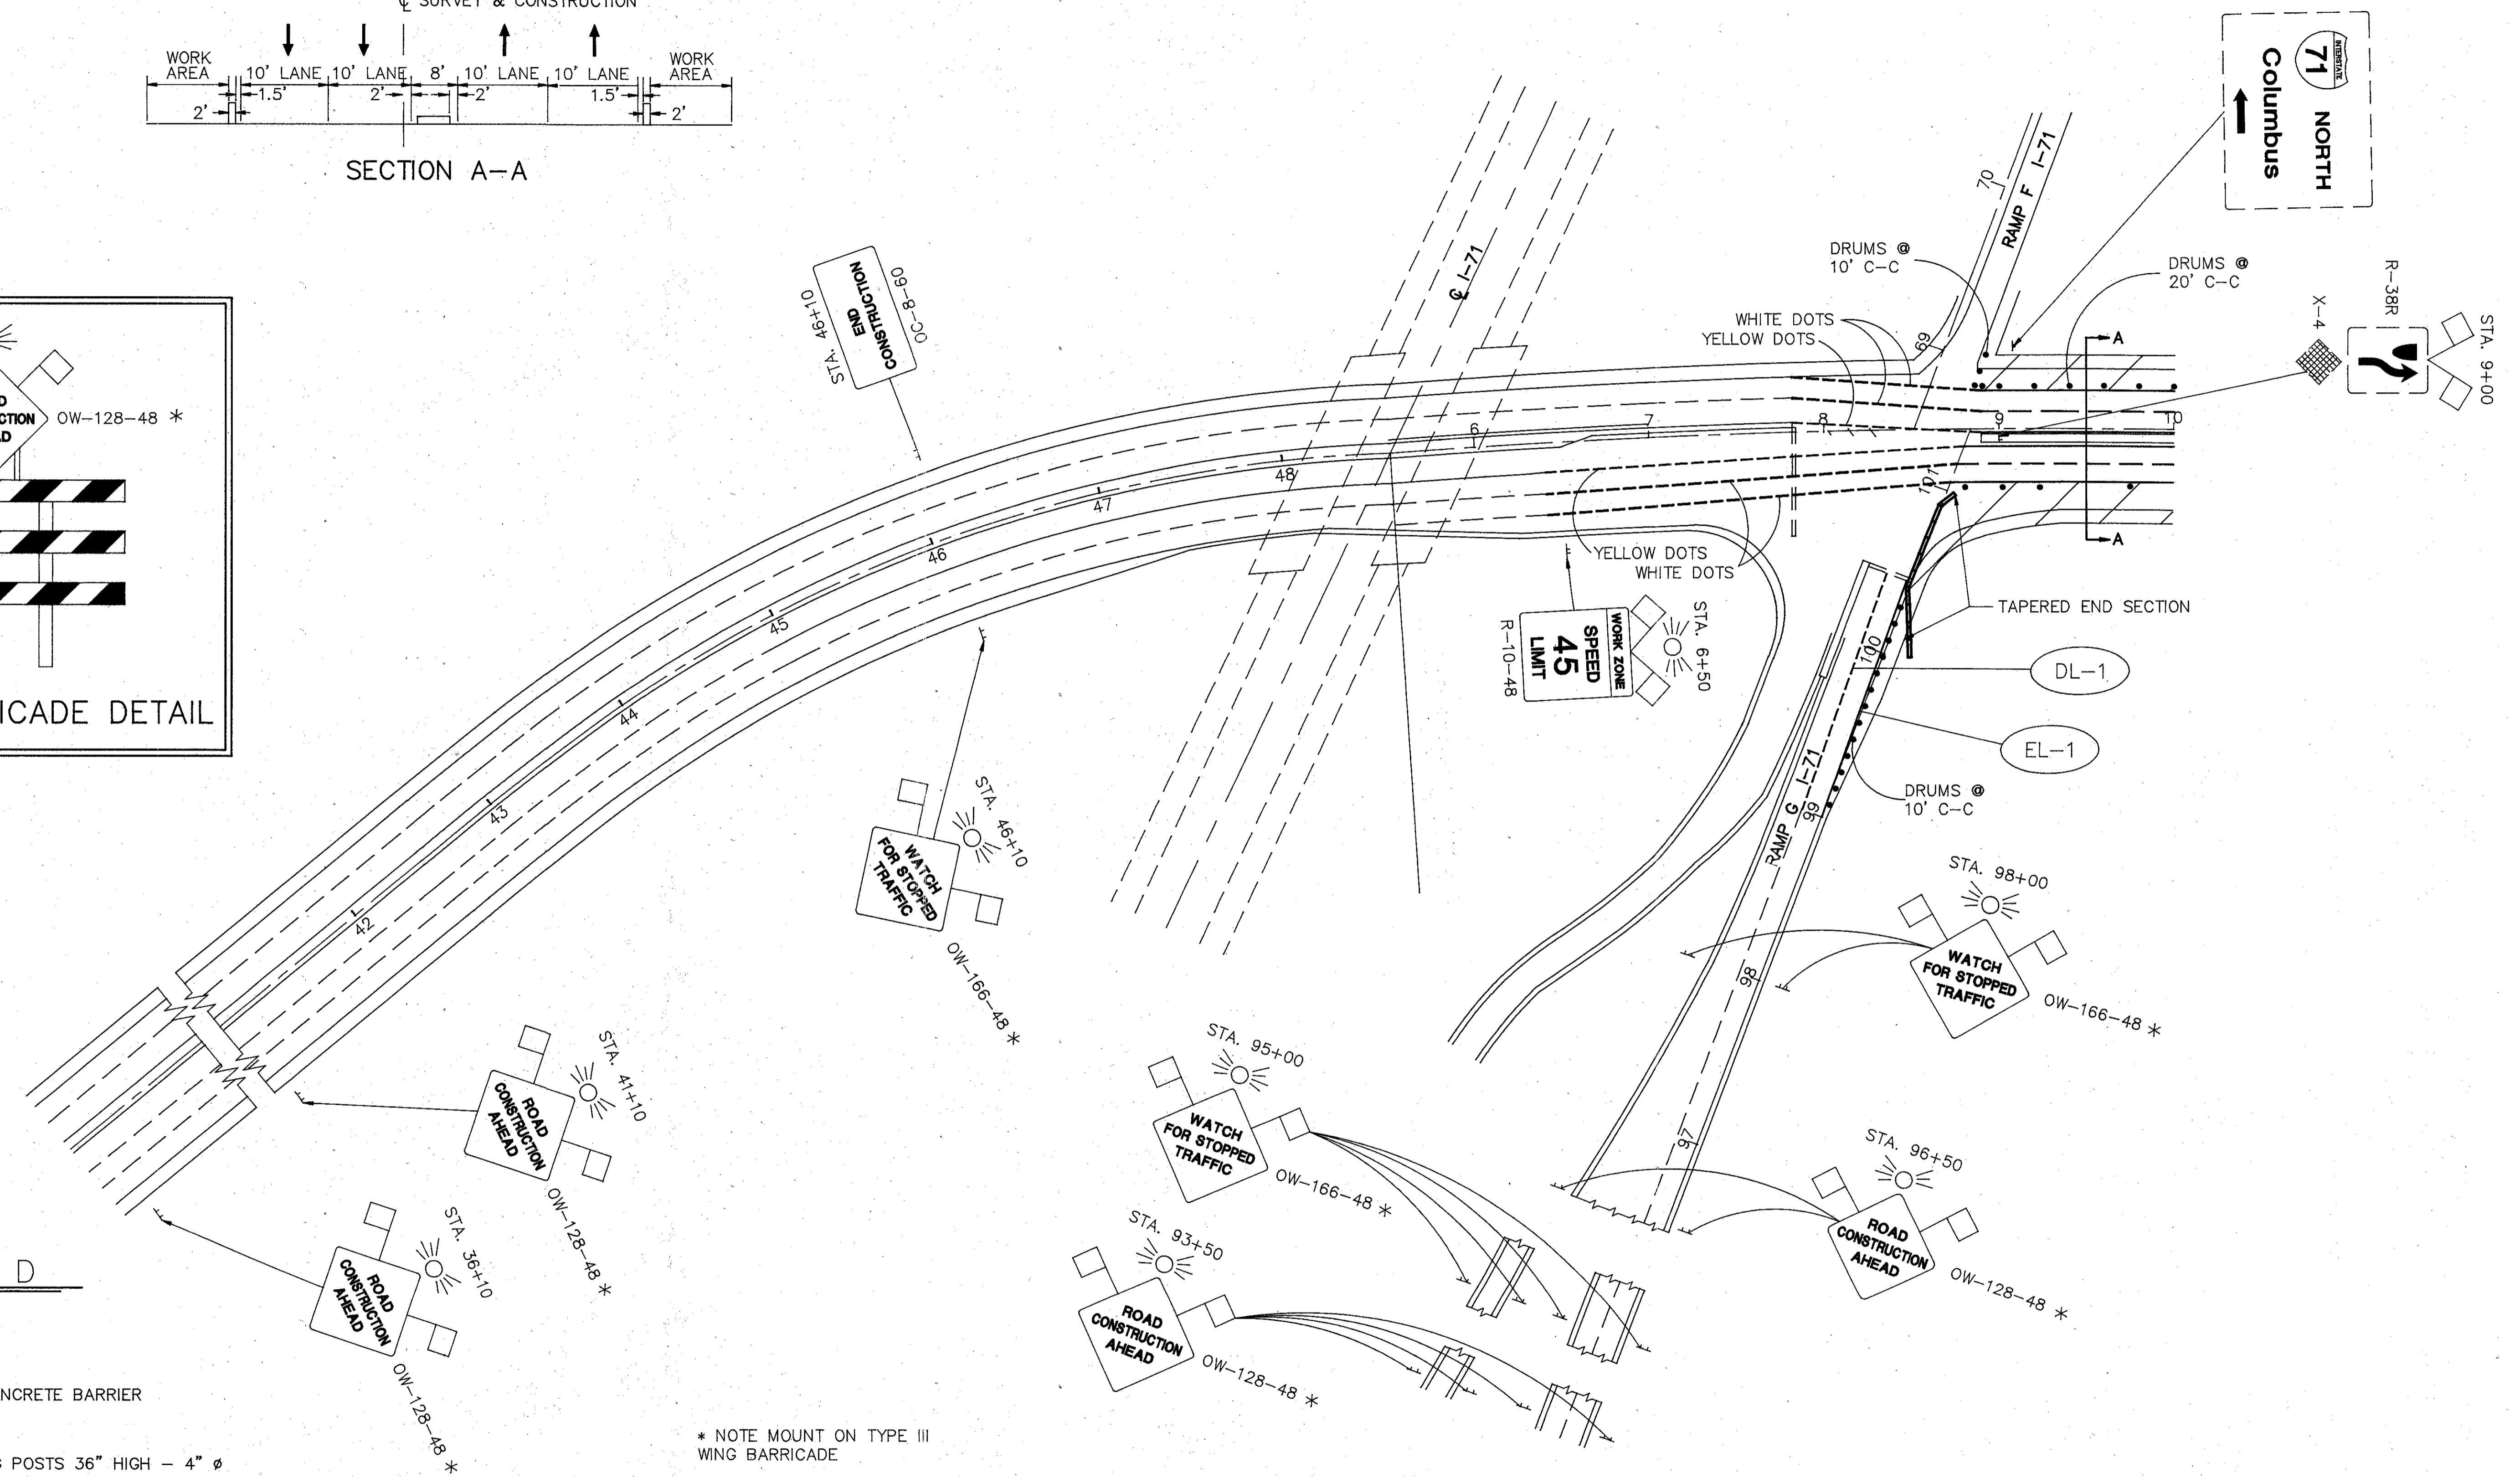 ℄ SURVEY & CONSTRUCTION
WORK
AREA
10' LANE
10' LANE
8'
10' LANE
10' LANE
WORK
AREA
1.5'
2'
2'
1.5'
2'
2'
SECTION A-A
OW-128-48 *
ICADE DETAIL
END
CONSTRUCTION
STA. 46+10
OC-8-60
℄ I-71
70
RAMP F I-71
69
INTERSTATE
71
NORTH
Columbus
DRUMS @
10' C-C
DRUMS @
20' C-C
WHITE DOTS
YELLOW DOTS
R-38R
X-4
STA. 9+00
A
A
6
7
8
9
10
48
47
46
45
44
43
42
101
YELLOW DOTS
WHITE DOTS
WORK ZONE
SPEED
LIMIT
45
R-10-48
STA. 6+50
TAPERED END SECTION
100
DL-1
EL-1
DRUMS @
10' C-C
99
RAMP G I-71
98
97
WATCH
FOR STOPPED
TRAFFIC
STA. 46+10
OW-166-48 *
STA. 98+00
WATCH
FOR STOPPED
TRAFFIC
OW-166-48 *
STA. 95+00
WATCH
FOR STOPPED
TRAFFIC
OW-166-48 *
STA. 96+50
ROAD
CONSTRUCTION
AHEAD
OW-128-48 *
STA. 93+50
ROAD
CONSTRUCTION
AHEAD
OW-128-48 *
STA. 41+10
ROAD
CONSTRUCTION
AHEAD
OW-128-48 *
STA. 36+10
ROAD
CONSTRUCTION
AHEAD
OW-128-48 *
D
NCRETE BARRIER
POSTS 36" HIGH - 4" ø
* NOTE MOUNT ON TYPE III
WING BARRICADE